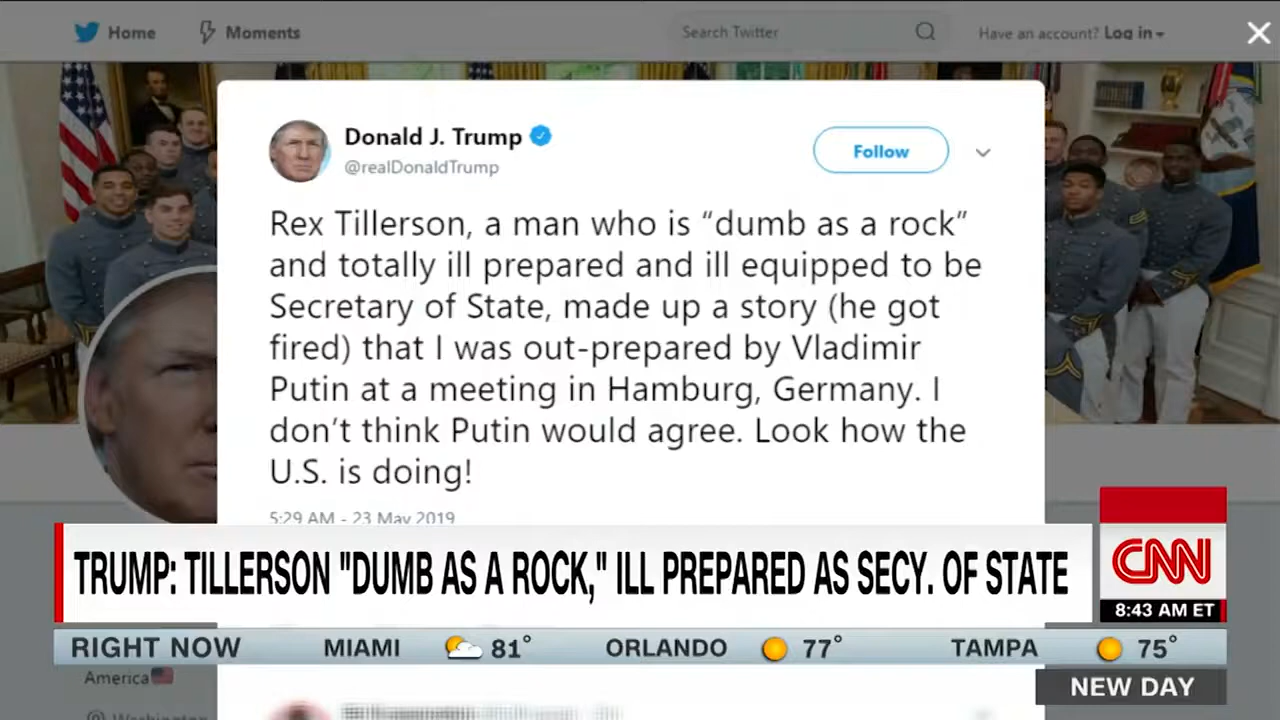 Home
Moments
Search Twitter
Have an account? Log in
Donald J. Trump
@realDonaldTrump
Follow
Rex Tillerson, a man who is “dumb as a rock”
and totally ill prepared and ill equipped to be
Secretary of State, made up a story (he got
fired) that I was out-prepared by Vladimir
Putin at a meeting in Hamburg, Germany. I
don’t think Putin would agree. Look how the
U.S. is doing!
5:29 AM - 23 May 2019
TRUMP: TILLERSON "DUMB AS A ROCK," ILL PREPARED AS SECY. OF STATE
CNN
8:43 AM ET
RIGHT NOW MIAMI 81° ORLANDO 77° TAMPA 75°
America
NEW DAY